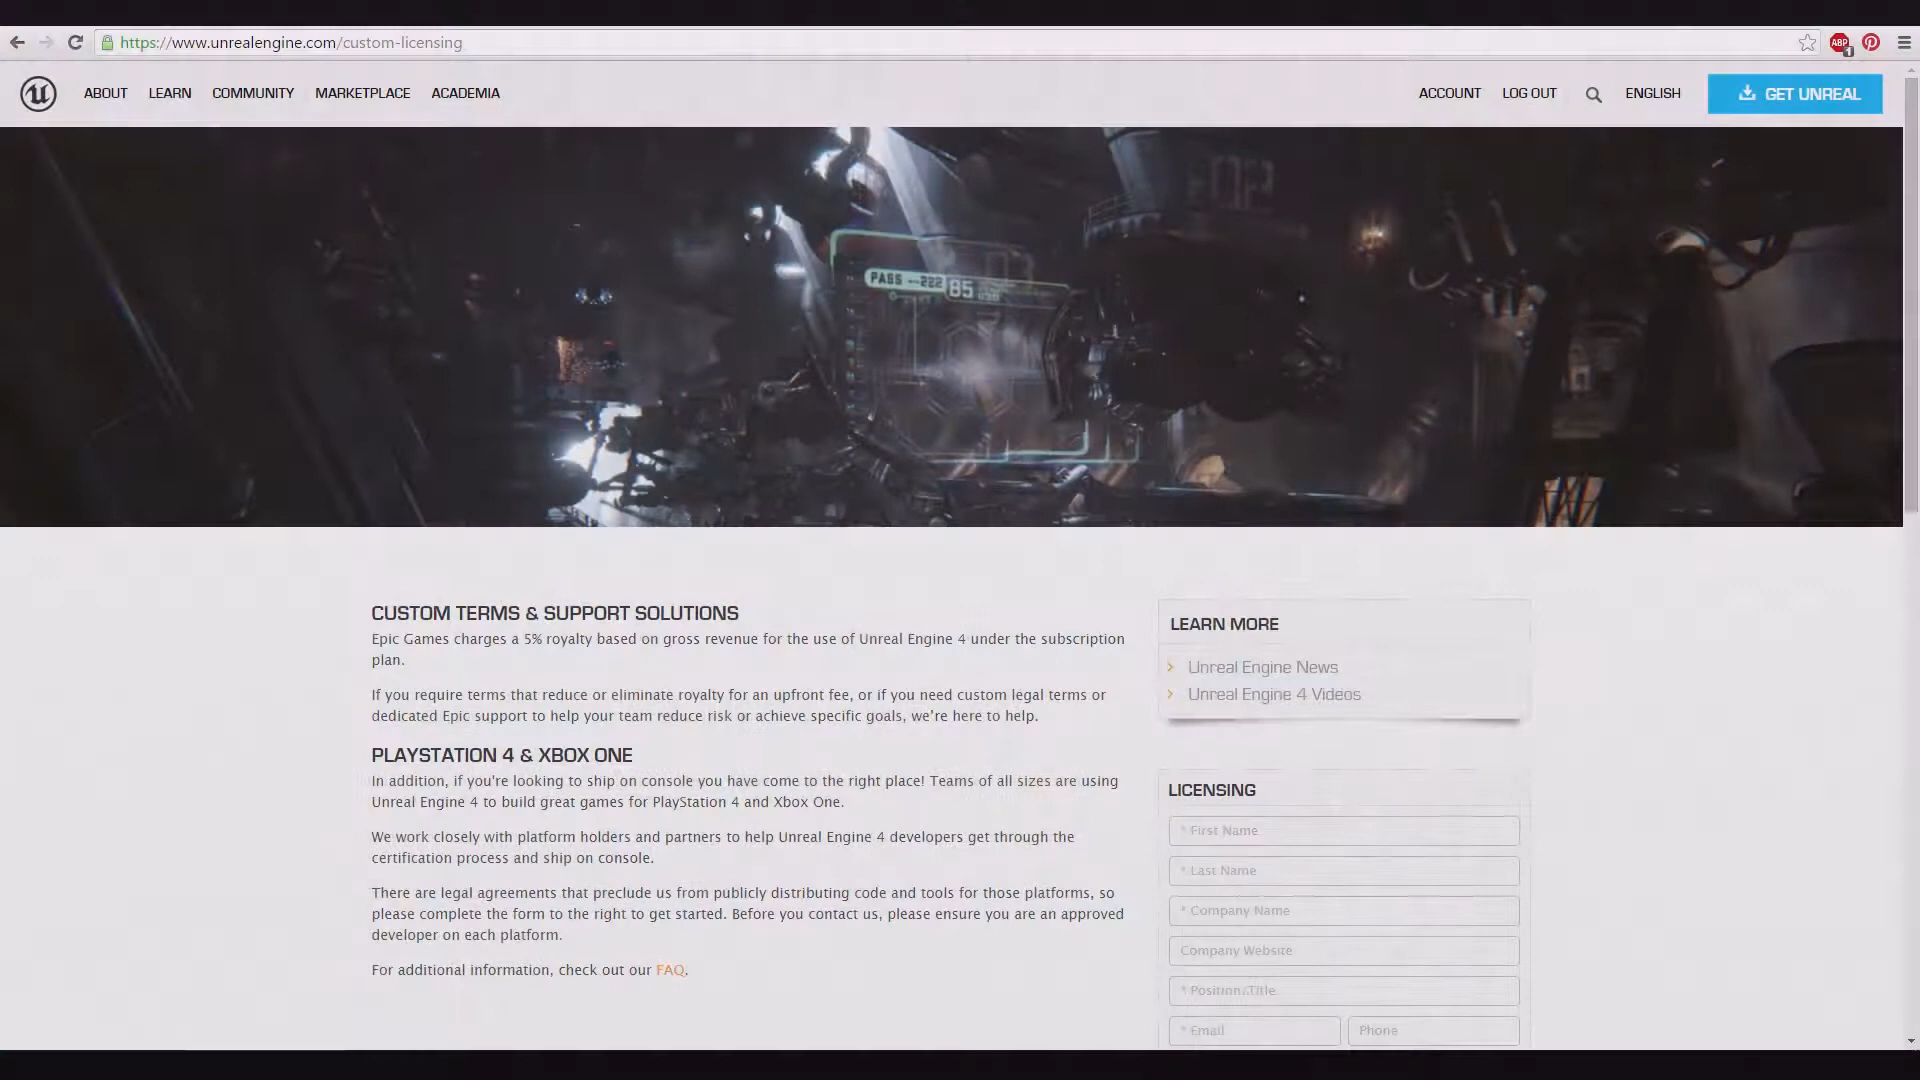 https://www.unrealengine.com/custom-licensing
ABP
1
ABOUT LEARN COMMUNITY MARKETPLACE ACADEMIA ACCOUNT LOG OUT ENGLISH GET UNREAL
02
PASS ---222 85
CUSTOM TERMS & SUPPORT SOLUTIONS
Epic Games charges a 5% royalty based on gross revenue for the use of Unreal Engine 4 under the subscription
plan.
If you require terms that reduce or eliminate royalty for an upfront fee, or if you need custom legal terms or
dedicated Epic support to help your team reduce risk or achieve specific goals, we're here to help.
PLAYSTATION 4 & XBOX ONE
In addition, if you're looking to ship on console you have come to the right place! Teams of all sizes are using
Unreal Engine 4 to build great games for PlayStation 4 and Xbox One.
We work closely with platform holders and partners to help Unreal Engine 4 developers get through the
certification process and ship on console.
There are legal agreements that preclude us from publicly distributing code and tools for those platforms, so
please complete the form to the right to get started. Before you contact us, please ensure you are an approved
developer on each platform.
For additional information, check out our FAQ.
LEARN MORE
Unreal Engine News
Unreal Engine 4 Videos
LICENSING
* First Name
* Last Name
* Company Name
Company Website
* Position/Title
* Email Phone